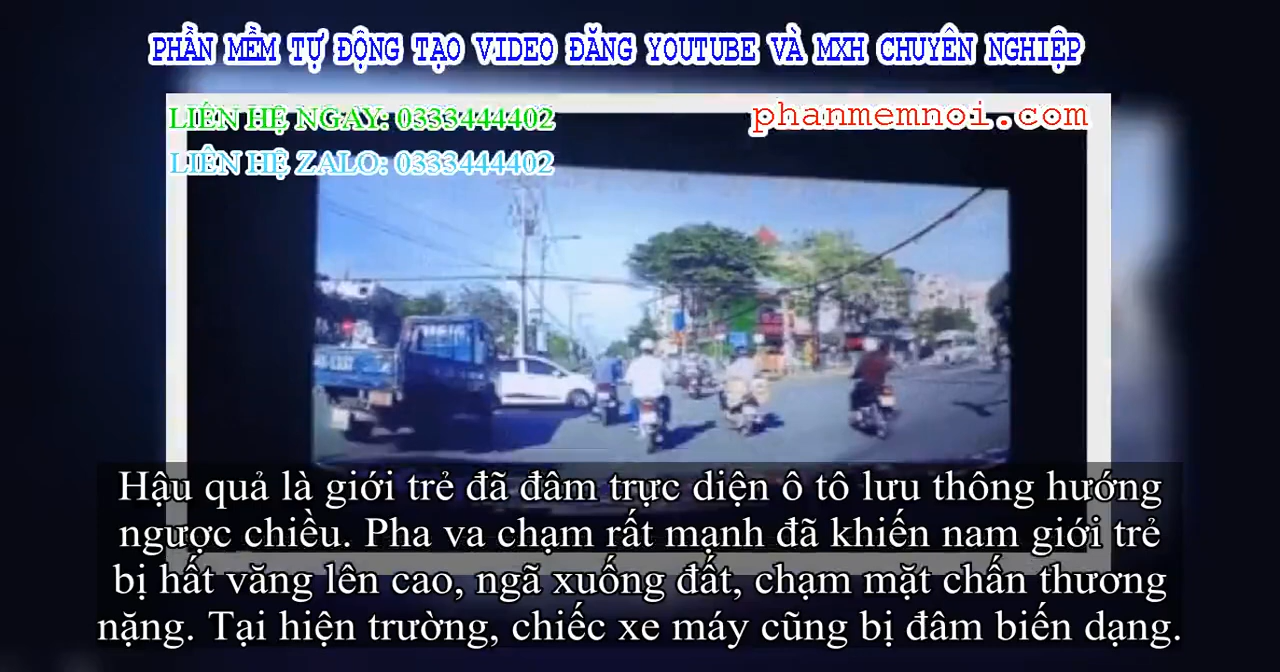 PHẦN MỀM TỰ ĐỘNG TẠO VIDEO ĐĂNG YOUTUBE VÀ MXH CHUYÊN NGHIỆP
LIÊN HỆ NGAY: 0333444402
phanmemnoi.com
LIÊN HỆ ZALO: 0333444402
Hậu quả là giới trẻ đã đâm trực diện ô tô lưu thông hướng
ngược chiều. Pha va chạm rất mạnh đã khiến nam giới trẻ
bị hất văng lên cao, ngã xuống đất, chạm mặt chấn thương
nặng. Tại hiện trường, chiếc xe máy cũng bị đâm biến dạng.